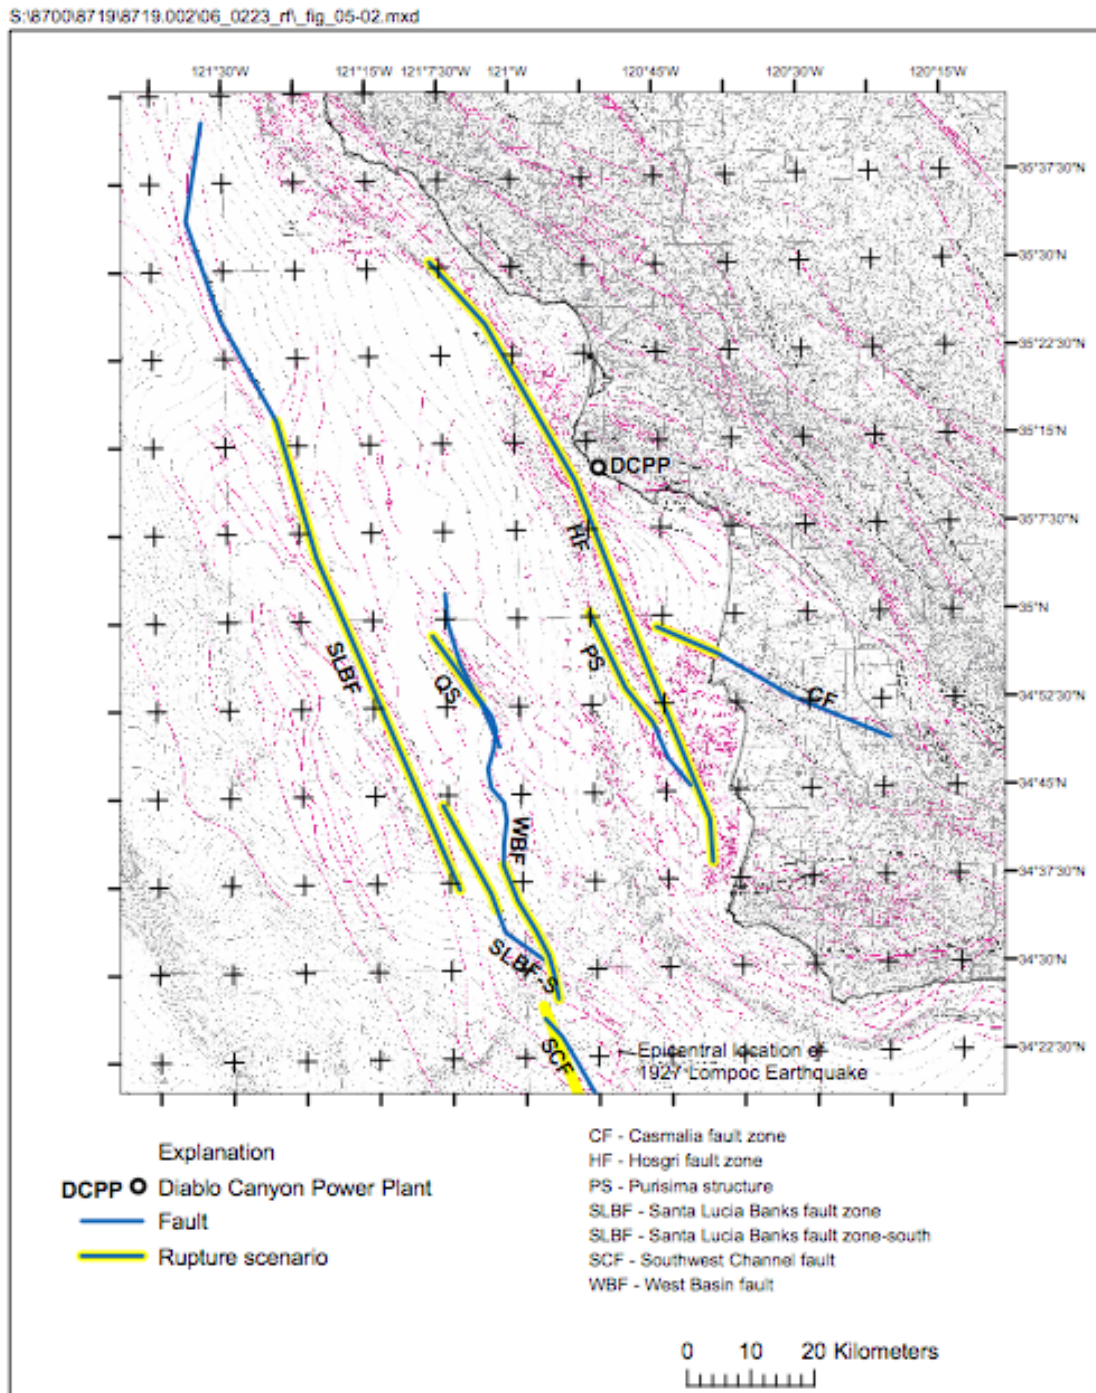 S:\8700\8719\8719.002\06_0223_rf\_fig_05-02.mxd
121°30'W 121°15'W 121°7'30"W 121°W 120°45'W 120°30'W 120°15'W
35°37'30"N
35°30'N
35°22'30"N
35°15'N
DCPP
35°7'30"N
HF
35°N
PS
SLBF
QS
CF
34°52'30"N
34°45'N
WBF
34°37'30"N
SLBF-S
34°30'N
SCF
34°22'30"N
Epicentral location of
1927 Lompoc Earthquake
Explanation
DCPP Diablo Canyon Power Plant
Fault
Rupture scenario
CF - Casmalia fault zone
HF - Hosgri fault zone
PS - Purisima structure
SLBF - Santa Lucia Banks fault zone
SLBF - Santa Lucia Banks fault zone-south
SCF - Southwest Channel fault
WBF - West Basin fault
0 10 20 Kilometers